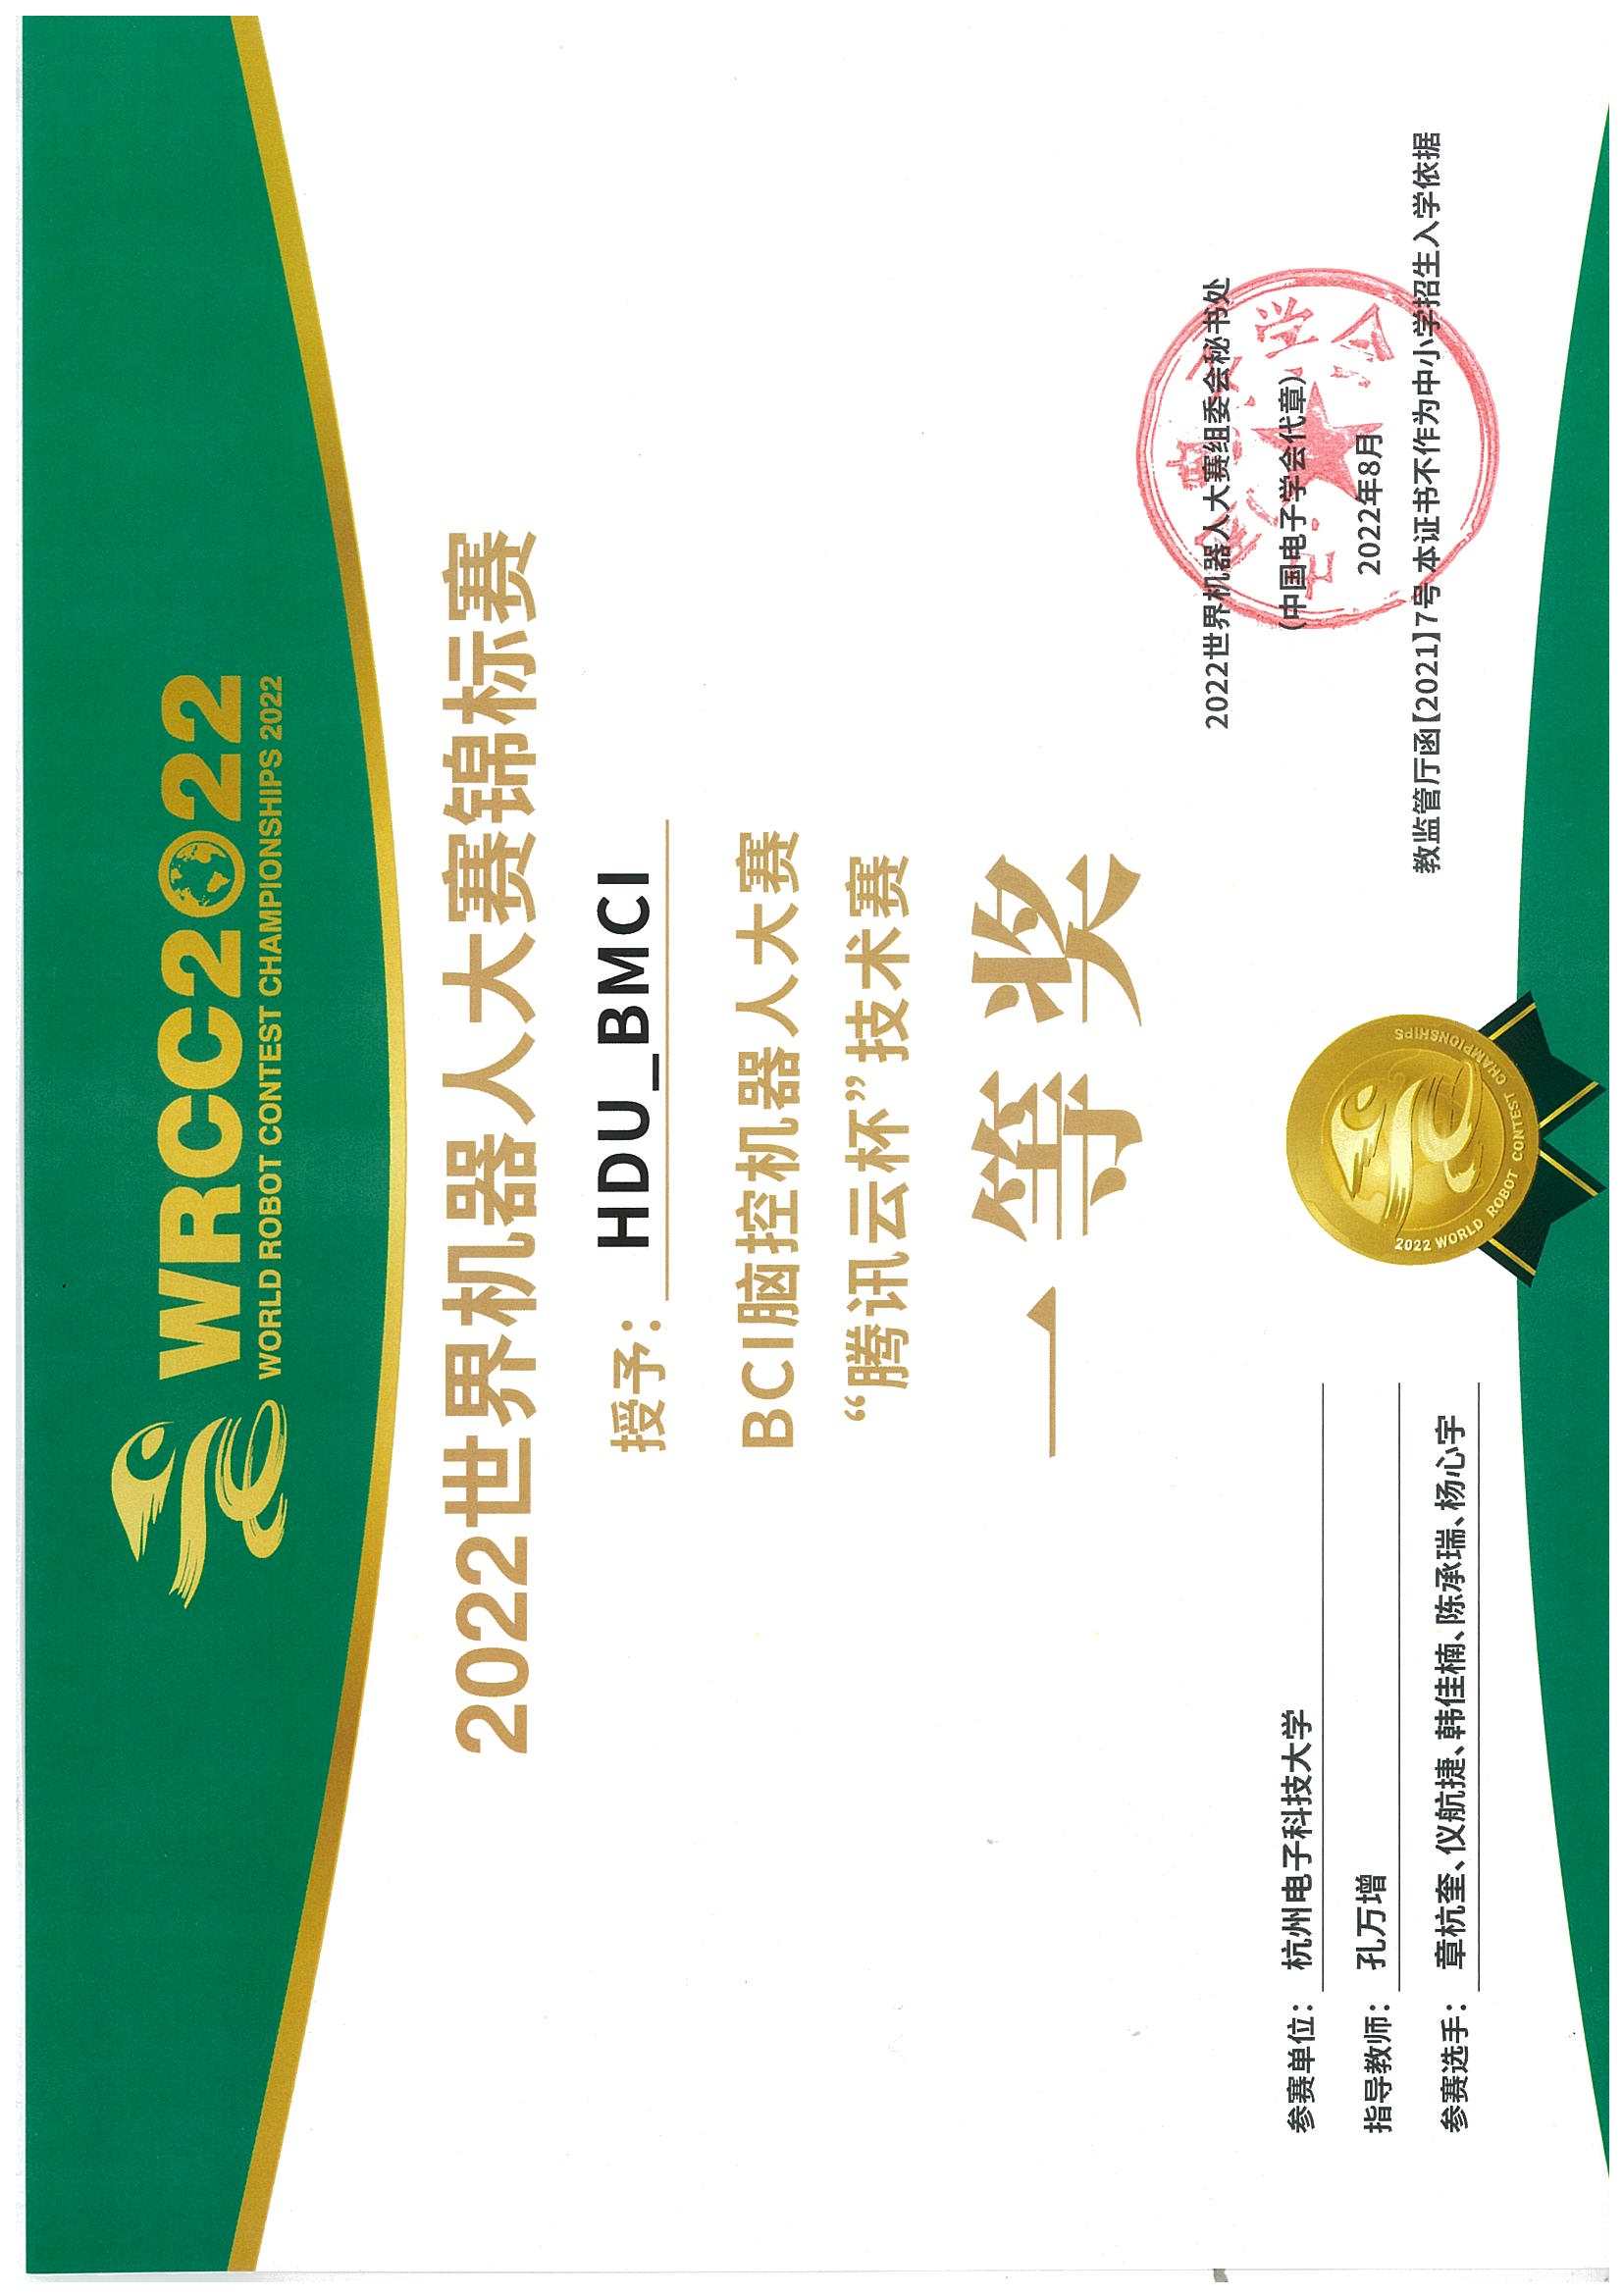 WRCC2022
WORLD ROBOT CONTEST CHAMPIONSHIPS 2022
2022世界机器人大赛锦标赛
授予：HDU_BMCI
BCI脑控机器人大赛
“腾讯云杯”技术赛
一等奖
参赛单位：杭州电子科技大学
指导教师：孔万增
参赛选手：章杭奎、仪航捷、韩佳楠、陈承瑞、杨心宇
2022 WORLD ROBOT CONTEST CHAMPIONSHIPS
2022世界机器人大赛组委会秘书处
（中国电子学会代章）
2022年8月
教监管厅函【2021】7号 本证书不作为中小学招生入学依据
中国电子学会